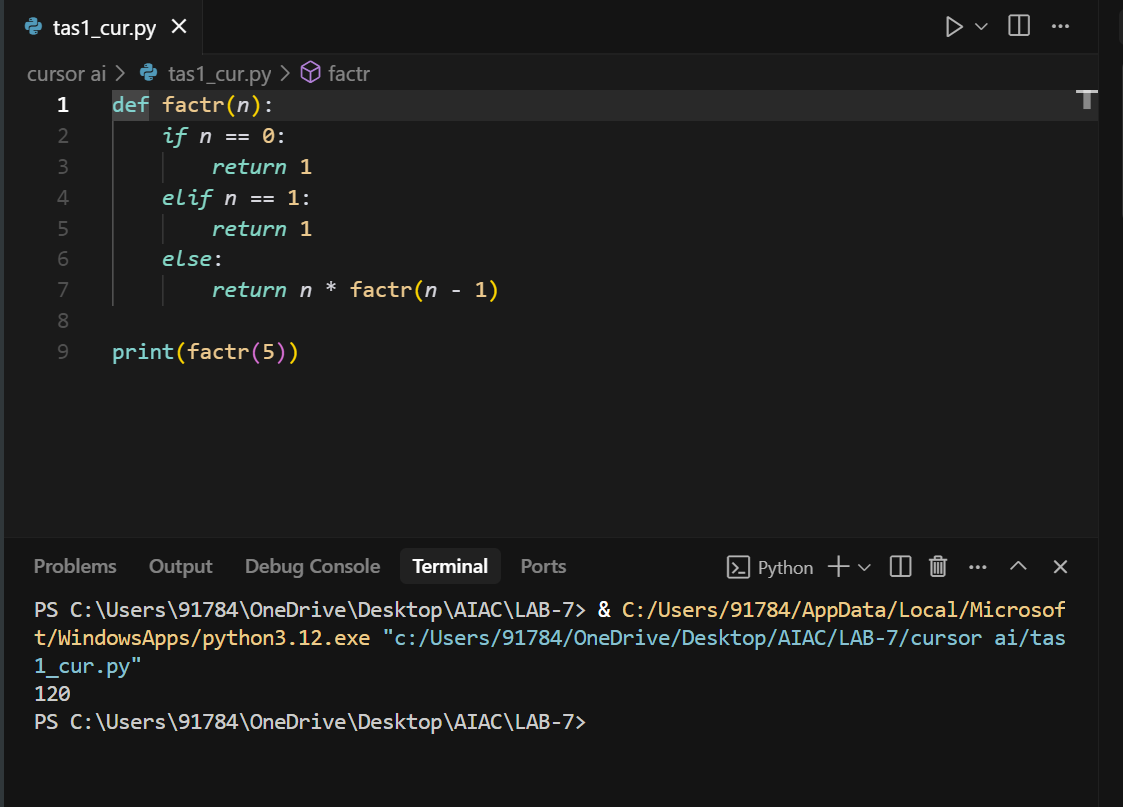 tas1_cur.py
cursor ai > tas1_cur.py > factr
1 def factr(n):
2     if n == 0:
3         return 1
4     elif n == 1:
5         return 1
6     else:
7         return n * factr(n - 1)
8
9 print(factr(5))
Problems Output Debug Console Terminal Ports Python
PS C:\Users\91784\OneDrive\Desktop\AIAC\LAB-7> & C:/Users/91784/AppData/Local/Microsof
t/WindowsApps/python3.12.exe "c:/Users/91784/OneDrive/Desktop/AIAC/LAB-7/cursor ai/tas
1_cur.py"
120
PS C:\Users\91784\OneDrive\Desktop\AIAC\LAB-7>